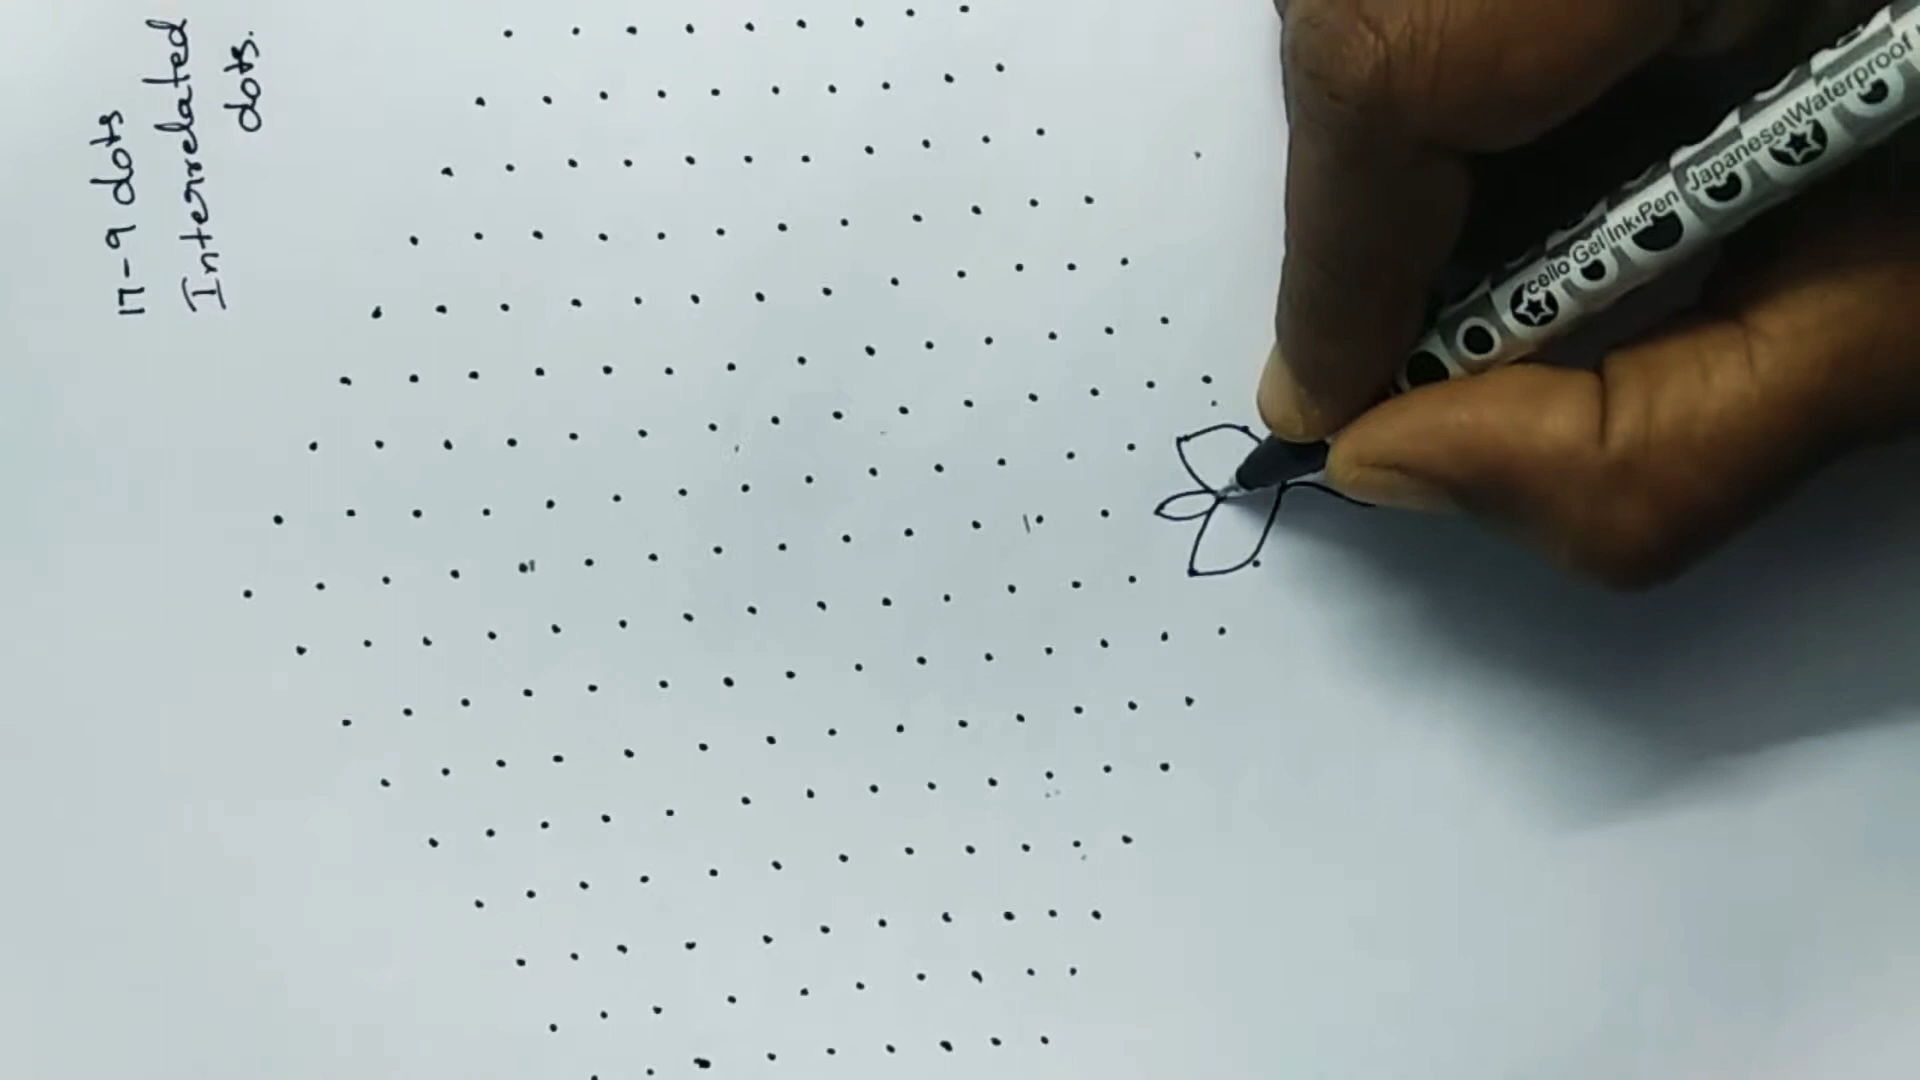 17-9 dots
Interrelated
dots.
cello Gel Ink Pen Japanese Waterproof